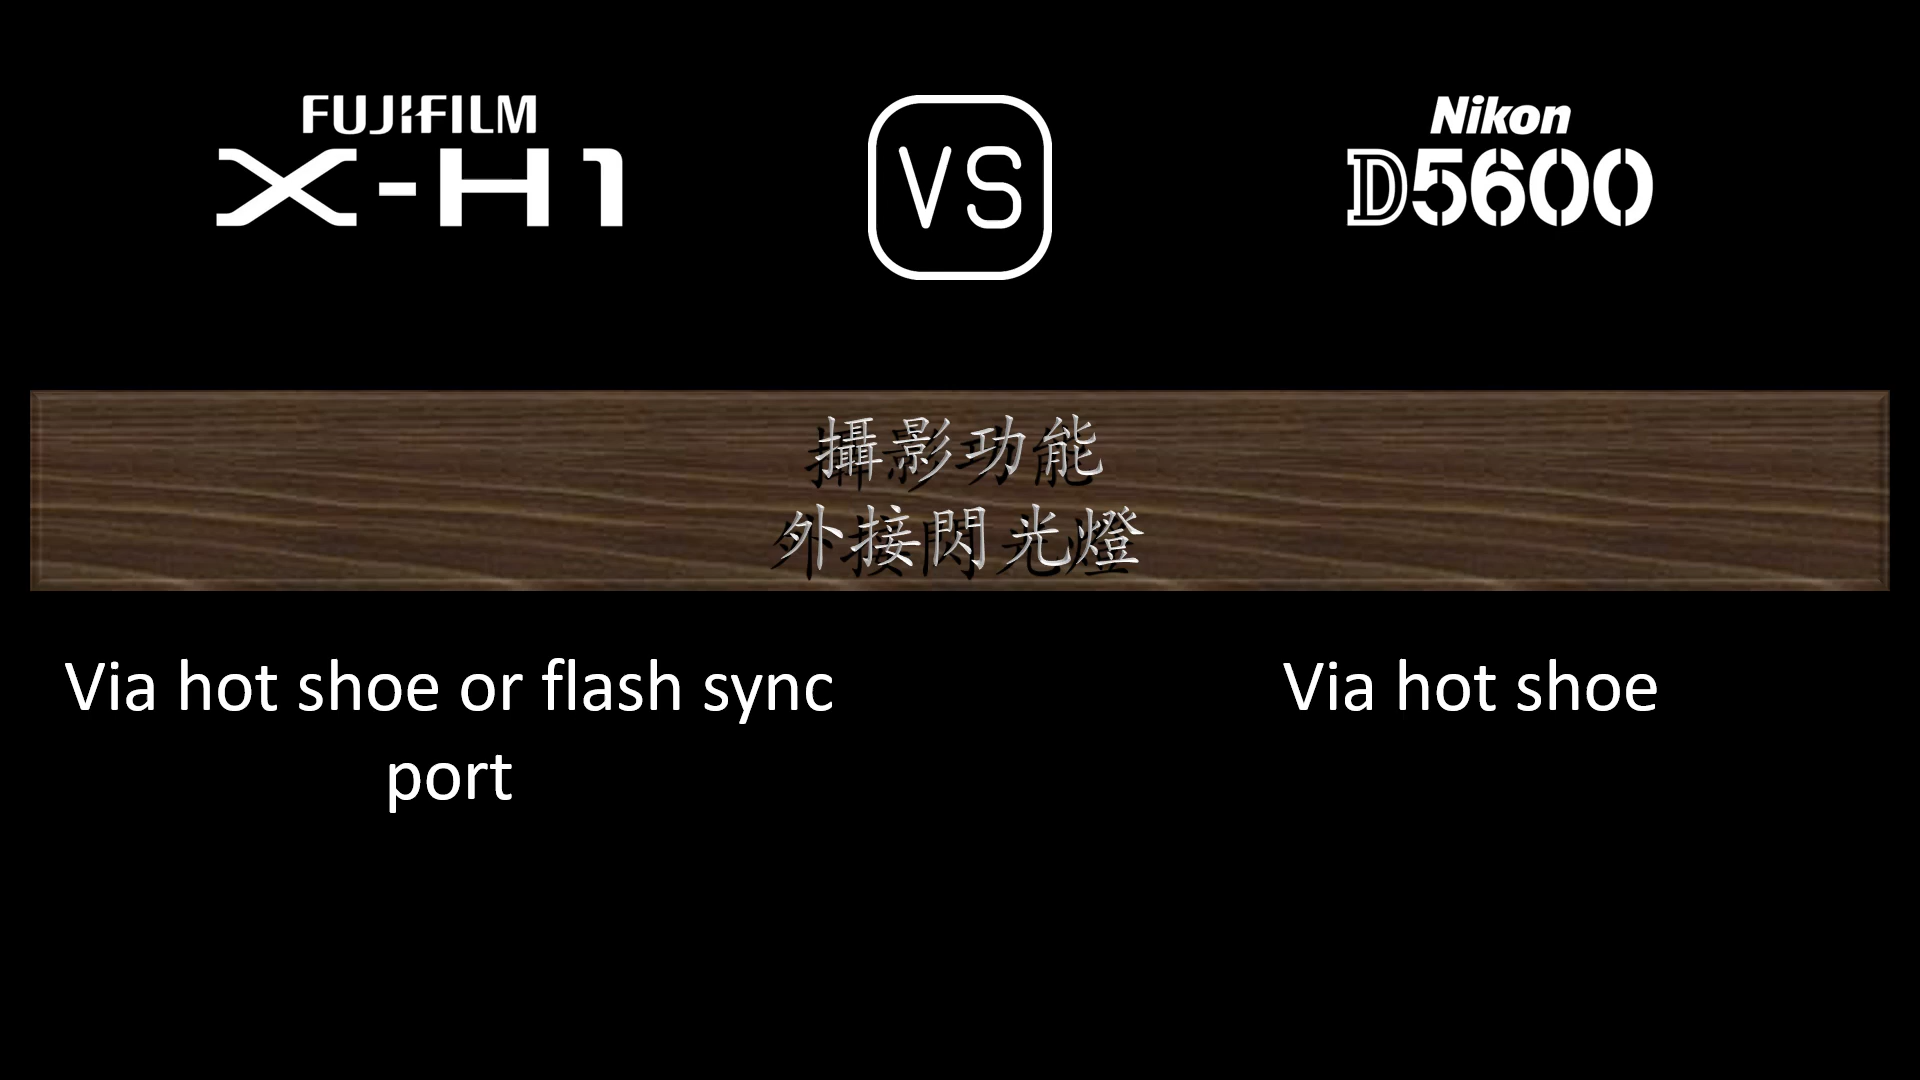 FUJIFILM
X-H1
VS
Nikon
D5600
攝影功能
外接閃光燈
Via hot shoe or flash sync
port
Via hot shoe